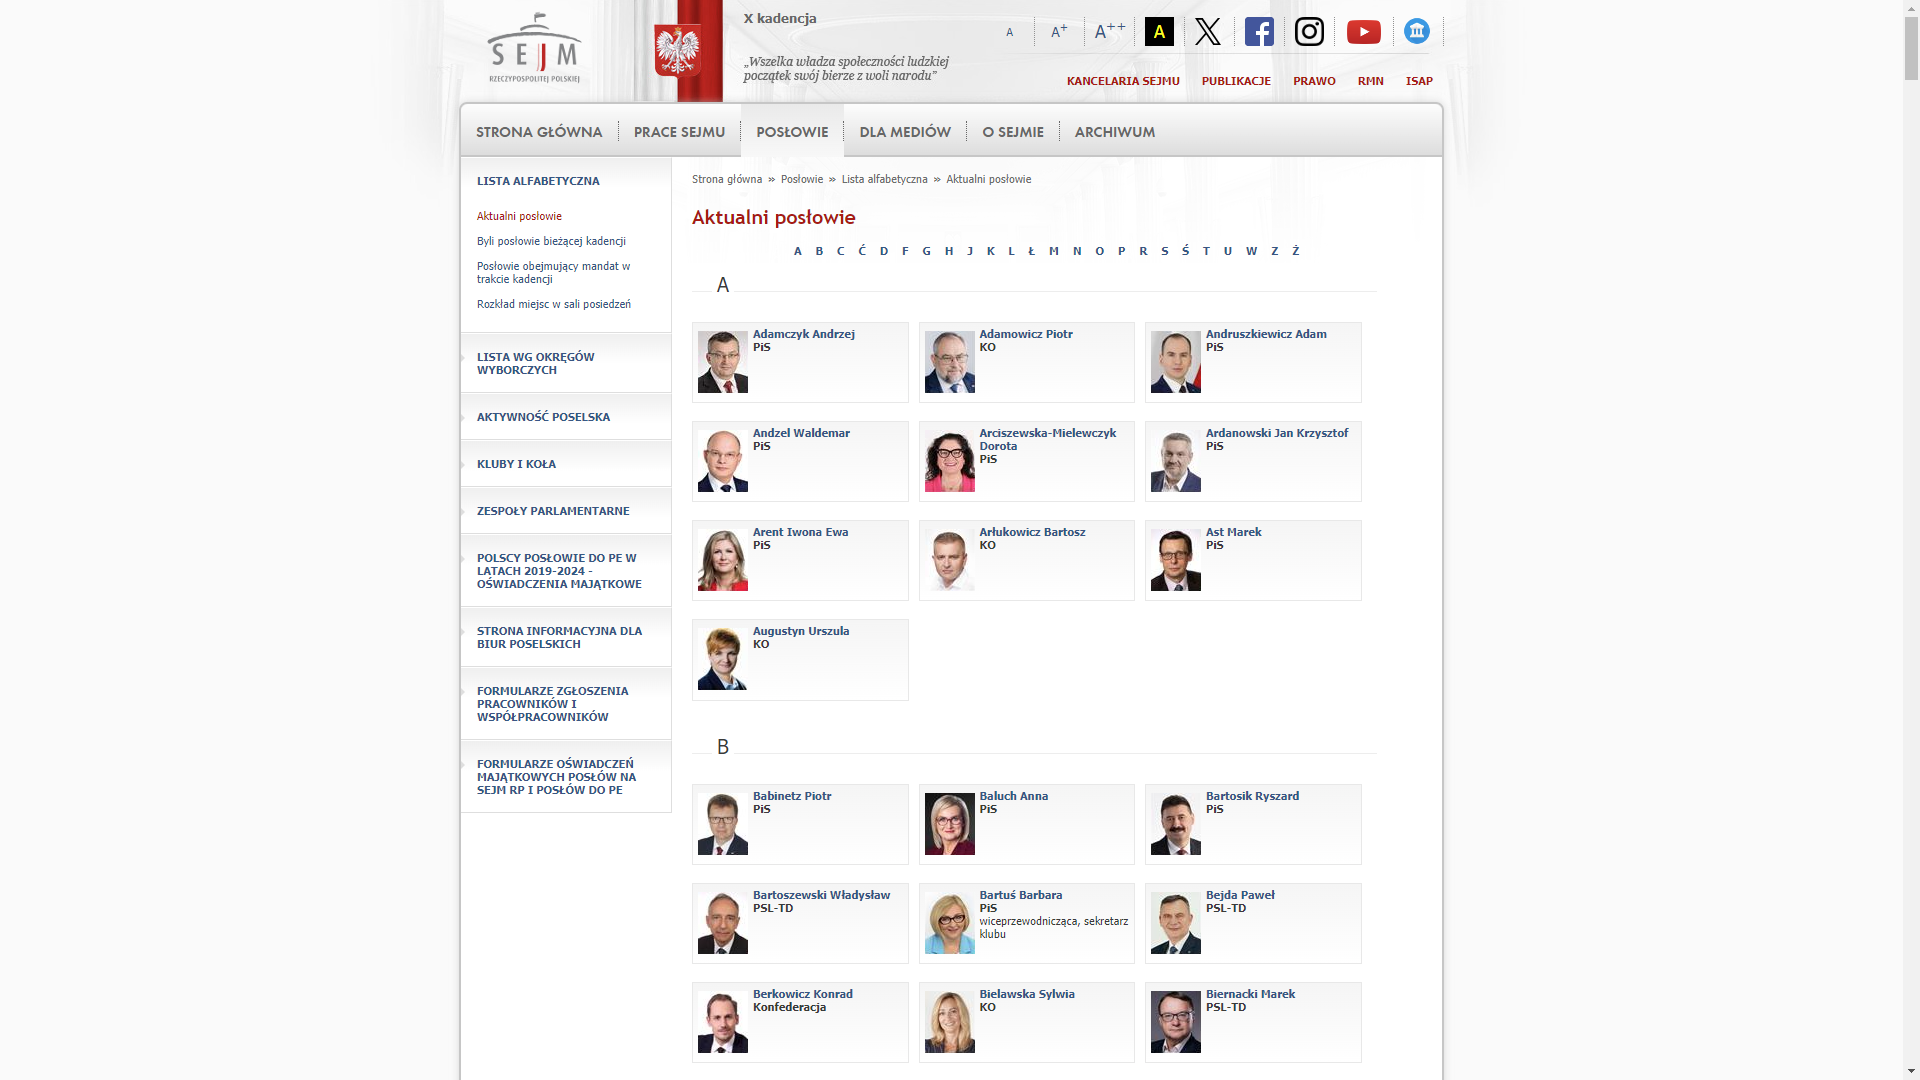 SEJM
RZECZYPOSPOLITEJ POLSKIEJ
X kadencja
„Wszelka władza społeczności ludzkiej
początek swój bierze z woli narodu”
A
A+
A++
A
KANCELARIA SEJMU
PUBLIKACJE
PRAWO
RMN
ISAP
STRONA GŁÓWNA
PRACE SEJMU
POSŁOWIE
DLA MEDIÓW
O SEJMIE
ARCHIWUM
LISTA ALFABETYCZNA
Aktualni posłowie
Byli posłowie bieżącej kadencji
Posłowie obejmujący mandat w
trakcie kadencji
Rozkład miejsc w sali posiedzeń
LISTA WG OKRĘGÓW
WYBORCZYCH
AKTYWNOŚĆ POSELSKA
KLUBY I KOŁA
ZESPOŁY PARLAMENTARNE
POLSCY POSŁOWIE DO PE W
LATACH 2019-2024 -
OŚWIADCZENIA MAJĄTKOWE
STRONA INFORMACYJNA DLA
BIUR POSELSKICH
FORMULARZE ZGŁOSZENIA
PRACOWNIKÓW I
WSPÓŁPRACOWNIKÓW
FORMULARZE OŚWIADCZEŃ
MAJĄTKOWYCH POSŁÓW NA
SEJM RP I POSŁÓW DO PE
Strona główna » Posłowie » Lista alfabetyczna » Aktualni posłowie
Aktualni posłowie
A B C Ć D F G H J K L Ł M N O P R S Ś T U W Z Ż
A
Adamczyk Andrzej
PiS
Adamowicz Piotr
KO
Andruszkiewicz Adam
PiS
Andzel Waldemar
PiS
Arciszewska-Mielewczyk
Dorota
PiS
Ardanowski Jan Krzysztof
PiS
Arent Iwona Ewa
PiS
Arłukowicz Bartosz
KO
Ast Marek
PiS
Augustyn Urszula
KO
B
Babinetz Piotr
PiS
Baluch Anna
PiS
Bartosik Ryszard
PiS
Bartoszewski Władysław
PSL-TD
Bartuś Barbara
PiS
wiceprzewodnicząca, sekretarz
klubu
Bejda Paweł
PSL-TD
Berkowicz Konrad
Konfederacja
Bielawska Sylwia
KO
Biernacki Marek
PSL-TD